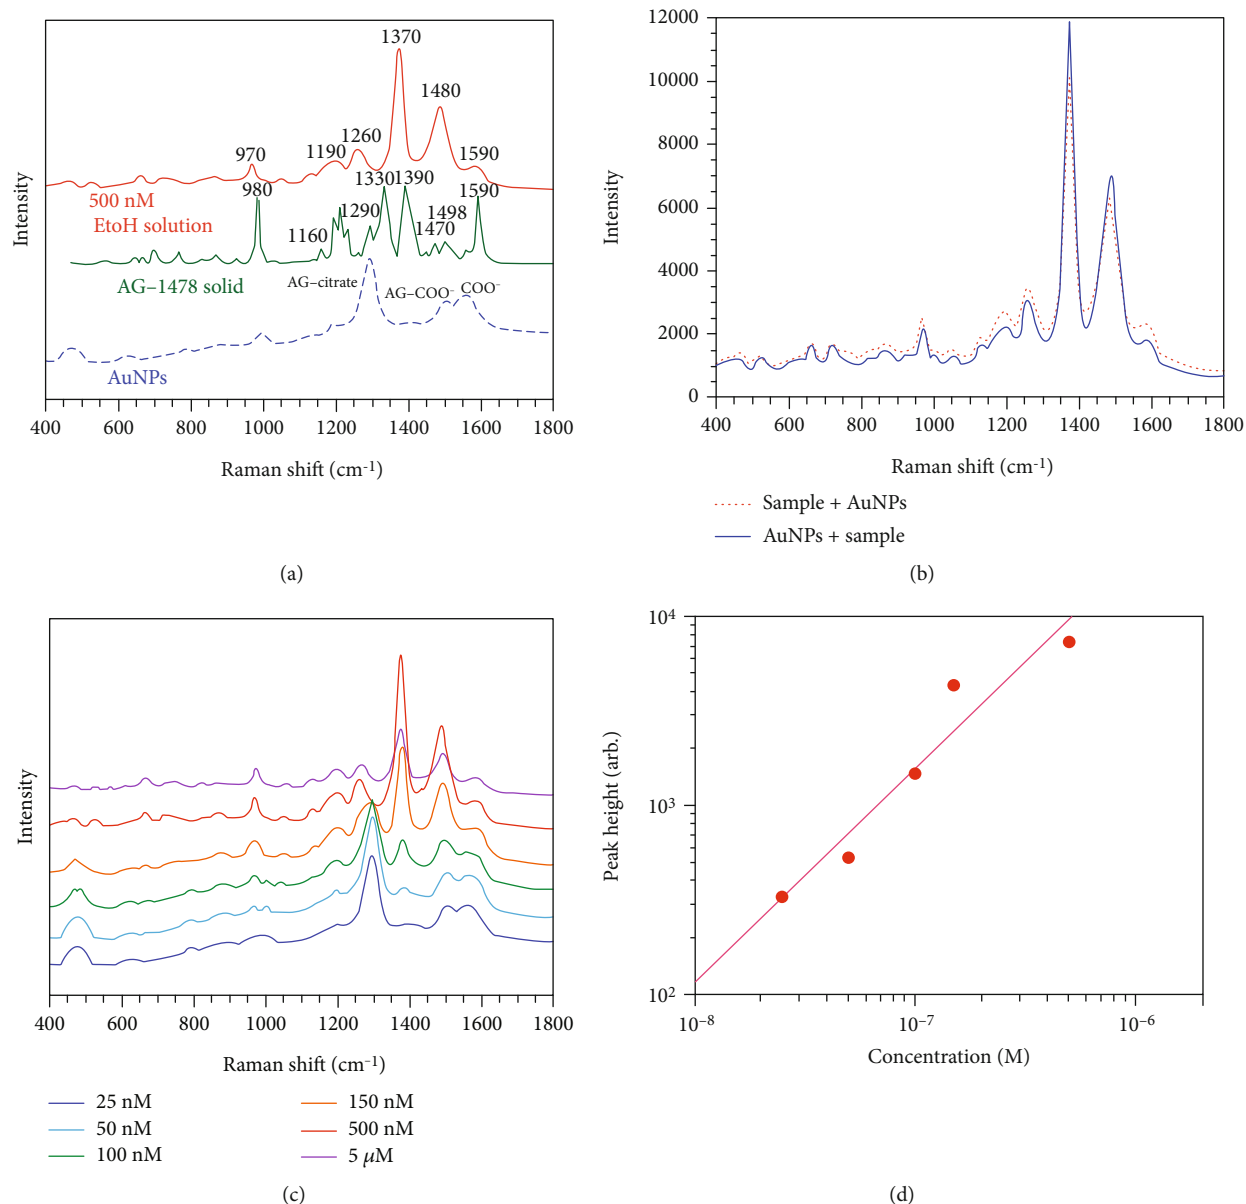 1370
1480
1260
1190
970
1590
1330
1390
1590
980
500 nM
EtoH solution
1290
1498
1160
1470
AG–1478 solid
AG–citrate
AG–COO⁻
COO⁻
AuNPs
Intensity
400 600 800 1000 1200 1400 1600 1800
Raman shift (cm⁻¹)
(a)
12000
10000
8000
6000
4000
2000
0
Intensity
400 600 800 1000 1200 1400 1600 1800
Raman shift (cm⁻¹)
Sample + AuNPs
AuNPs + sample
(b)
Intensity
400 600 800 1000 1200 1400 1600 1800
Raman shift (cm⁻¹)
25 nM
50 nM
100 nM
150 nM
500 nM
5 μM
(c)
10⁴
10³
10²
Peak height (arb.)
10⁻⁸ 10⁻⁷ 10⁻⁶
Concentration (M)
(d)